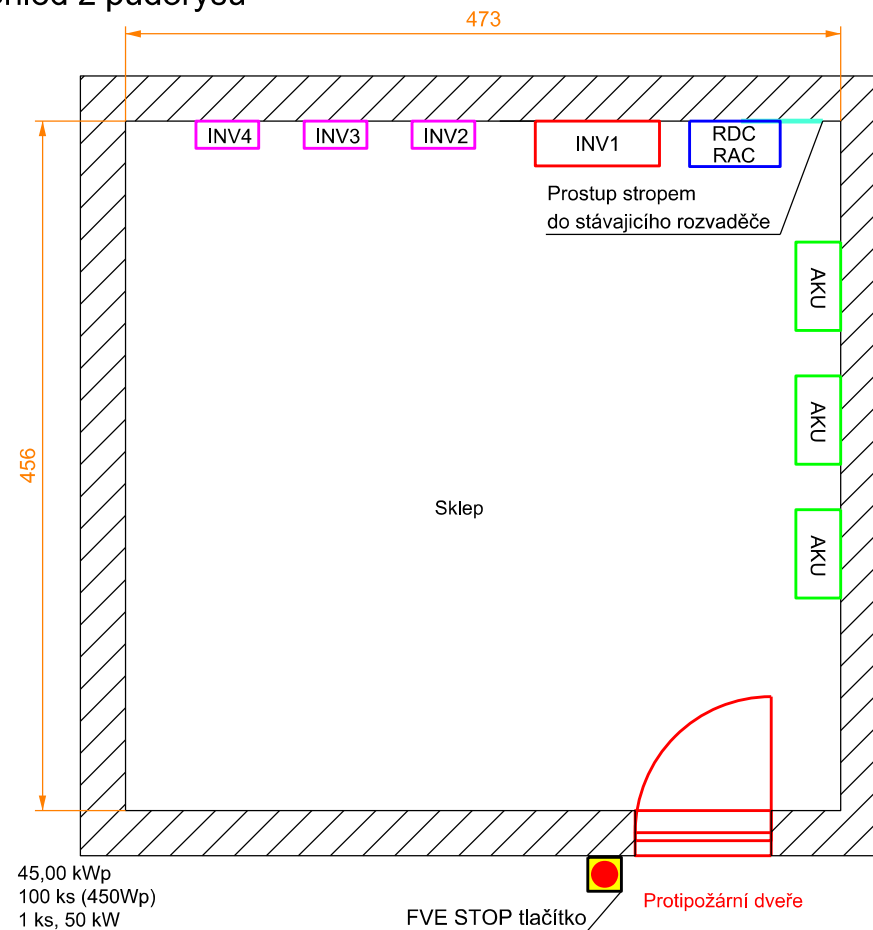 z půdorysu
473
INV4
INV3
INV2
INV1
RDC
RAC
Prostup stropem
do stávajicího rozvaděče
AKU
AKU
AKU
456
Sklep
45,00 kWp
100 ks (450Wp)
1 ks, 50 kW
FVE STOP tlačítko
Protipožární dveře